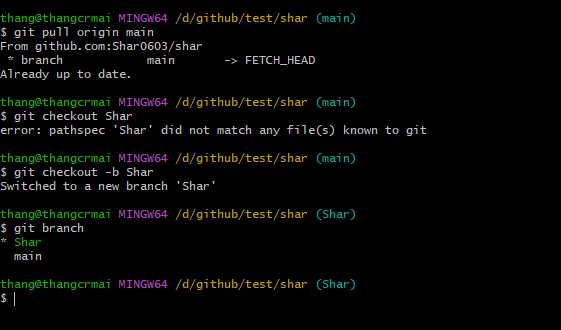 thang@thangcrmai MINGW64 /d/github/test/shar (main)
$ git pull origin main
From github.com:Shar0603/shar
 * branch            main       -> FETCH_HEAD
Already up to date.
thang@thangcrmai MINGW64 /d/github/test/shar (main)
$ git checkout Shar
error: pathspec 'Shar' did not match any file(s) known to git
thang@thangcrmai MINGW64 /d/github/test/shar (main)
$ git checkout -b Shar
Switched to a new branch 'Shar'
thang@thangcrmai MINGW64 /d/github/test/shar (Shar)
$ git branch
* Shar
  main
thang@thangcrmai MINGW64 /d/github/test/shar (Shar)
$